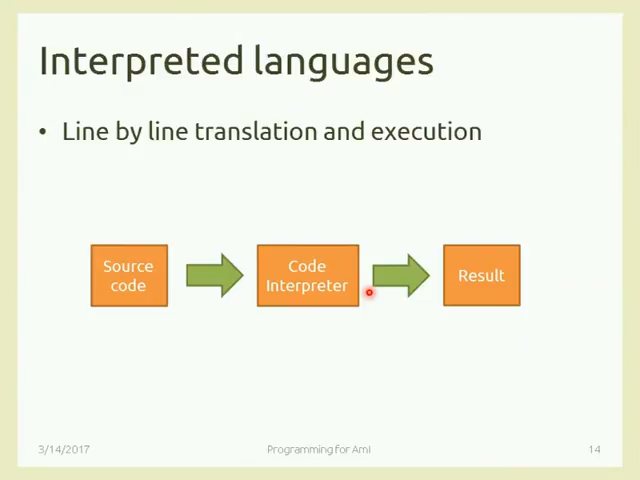 Interpreted languages
• Line by line translation and execution
Source
code
Code
Interpreter
Result
3/14/2017
Programming for AmI
14